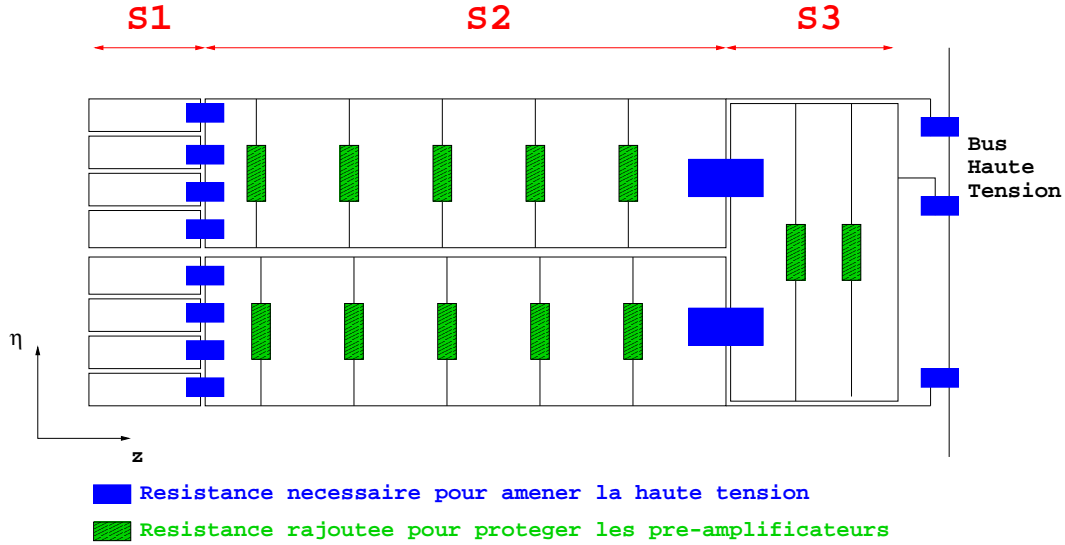 S1 S2 S3
Bus
Haute
Tension
η
z
Resistance necessaire pour amener la haute tension
Resistance rajoutee pour proteger les pre-amplificateurs